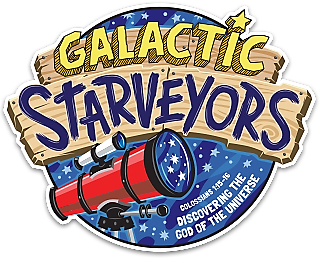 GALACTIC
STARVEYORS
COLOSSIANS 1:15-16
DISCOVERING THE
GOD OF THE UNIVERSE